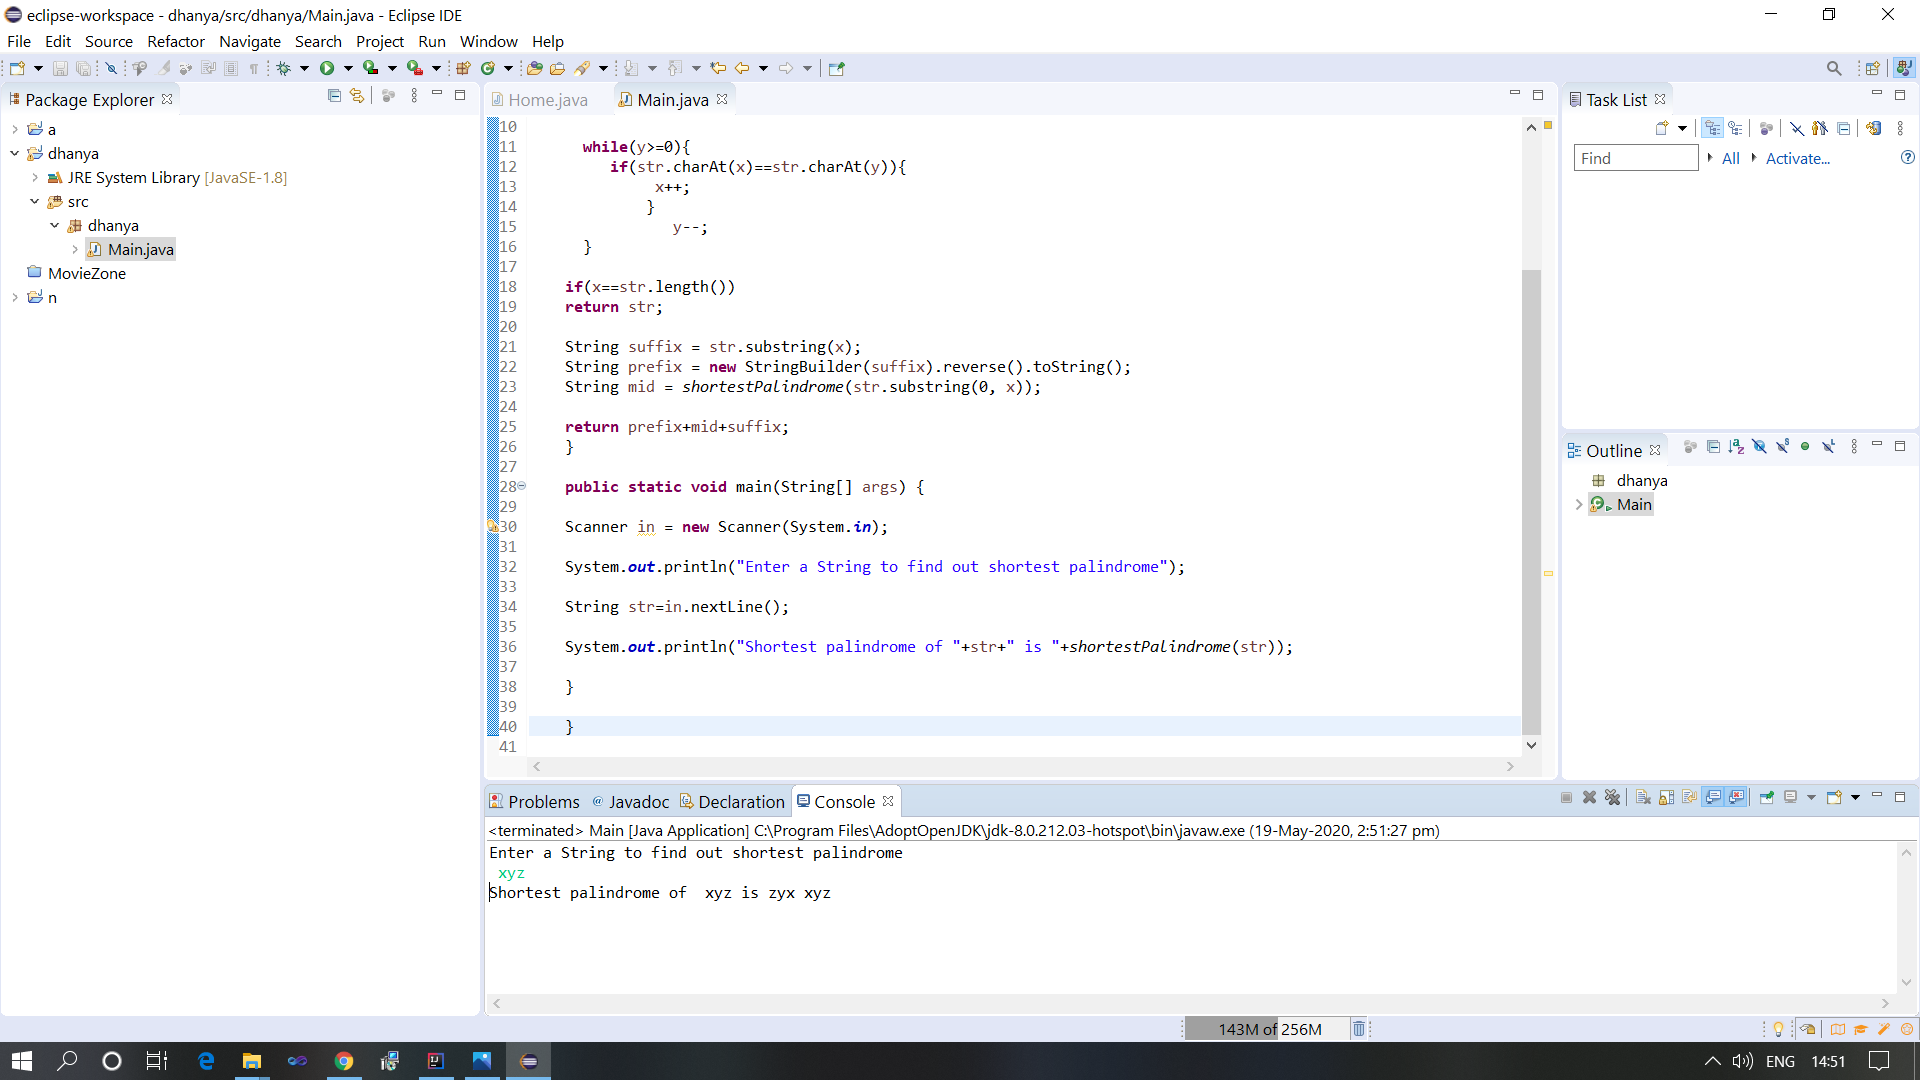 eclipse-workspace - dhanya/src/dhanya/Main.java - Eclipse IDE
File Edit Source Refactor Navigate Search Project Run Window Help
Package Explorer
a
dhanya
JRE System Library [JavaSE-1.8]
src
dhanya
Main.java
MovieZone
n
Home.java Main.java
10
11 while(y>=0){
12 if(str.charAt(x)==str.charAt(y)){
13 x++;
14 }
15 y--;
16 }
17
18 if(x==str.length())
19 return str;
20
21 String suffix = str.substring(x);
22 String prefix = new StringBuilder(suffix).reverse().toString();
23 String mid = shortestPalindrome(str.substring(0, x));
24
25 return prefix+mid+suffix;
26 }
27
28 public static void main(String[] args) {
29
30 Scanner in = new Scanner(System.in);
31
32 System.out.println("Enter a String to find out shortest palindrome");
33
34 String str=in.nextLine();
35
36 System.out.println("Shortest palindrome of "+str+" is "+shortestPalindrome(str));
37
38 }
39
40 }
41
Task List
Find All Activate...
Outline
dhanya
Main
Problems Javadoc Declaration Console
<terminated> Main [Java Application] C:\Program Files\AdoptOpenJDK\jdk-8.0.212.03-hotspot\bin\javaw.exe (19-May-2020, 2:51:27 pm)
Enter a String to find out shortest palindrome
xyz
Shortest palindrome of  xyz is zyx xyz
143M of 256M
ENG 14:51